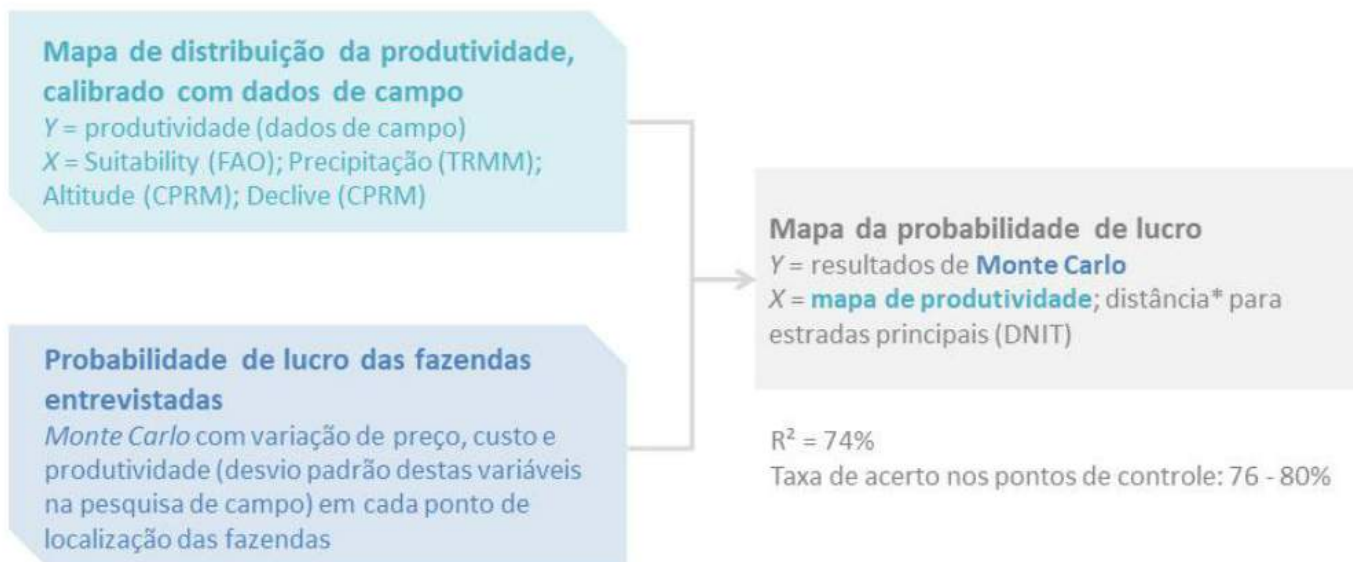 Mapa de distribuição da produtividade,
calibrado com dados de campo
Y = produtividade (dados de campo)
X = Suitability (FAO); Precipitação (TRMM);
Altitude (CPRM); Declive (CPRM)
Probabilidade de lucro das fazendas
entrevistadas
Monte Carlo com variação de preço, custo e
produtividade (desvio padrão destas variáveis
na pesquisa de campo) em cada ponto de
localização das fazendas
Mapa da probabilidade de lucro
Y = resultados de Monte Carlo
X = mapa de produtividade; distância* para
estradas principais (DNIT)
R² = 74%
Taxa de acerto nos pontos de controle: 76 - 80%